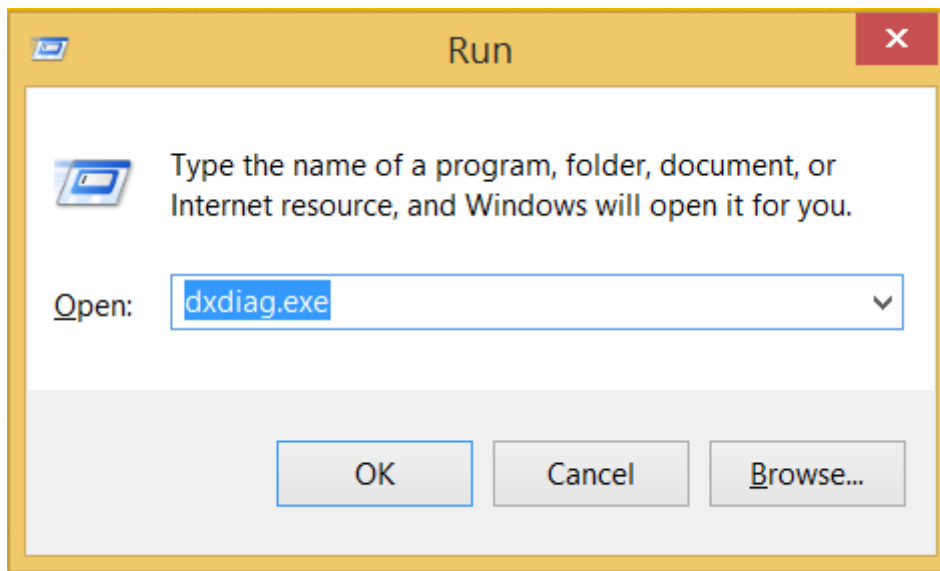 Run
Type the name of a program, folder, document, or
Internet resource, and Windows will open it for you.
Open: dxdiag.exe
OK Cancel Browse...